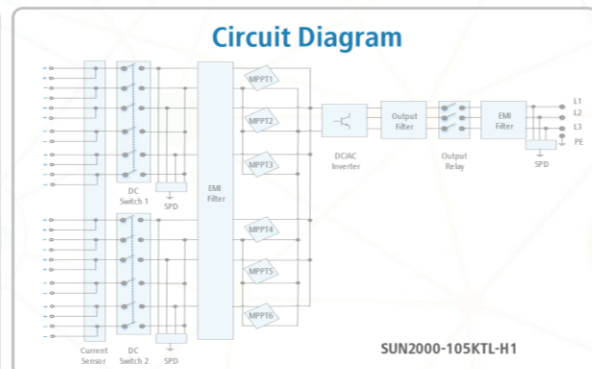 Circuit Diagram
MPPT1
MPPT2
MPPT3
MPPT4
MPPT5
MPPT6
EMI
Filter
DC
Switch 1
SPD
Current
Sensor
DC
Switch 2
SPD
DC/AC
Inverter
Output
Filter
Output
Relay
EMI
Filter
SPD
L1
L2
L3
PE
SUN2000-105KTL-H1